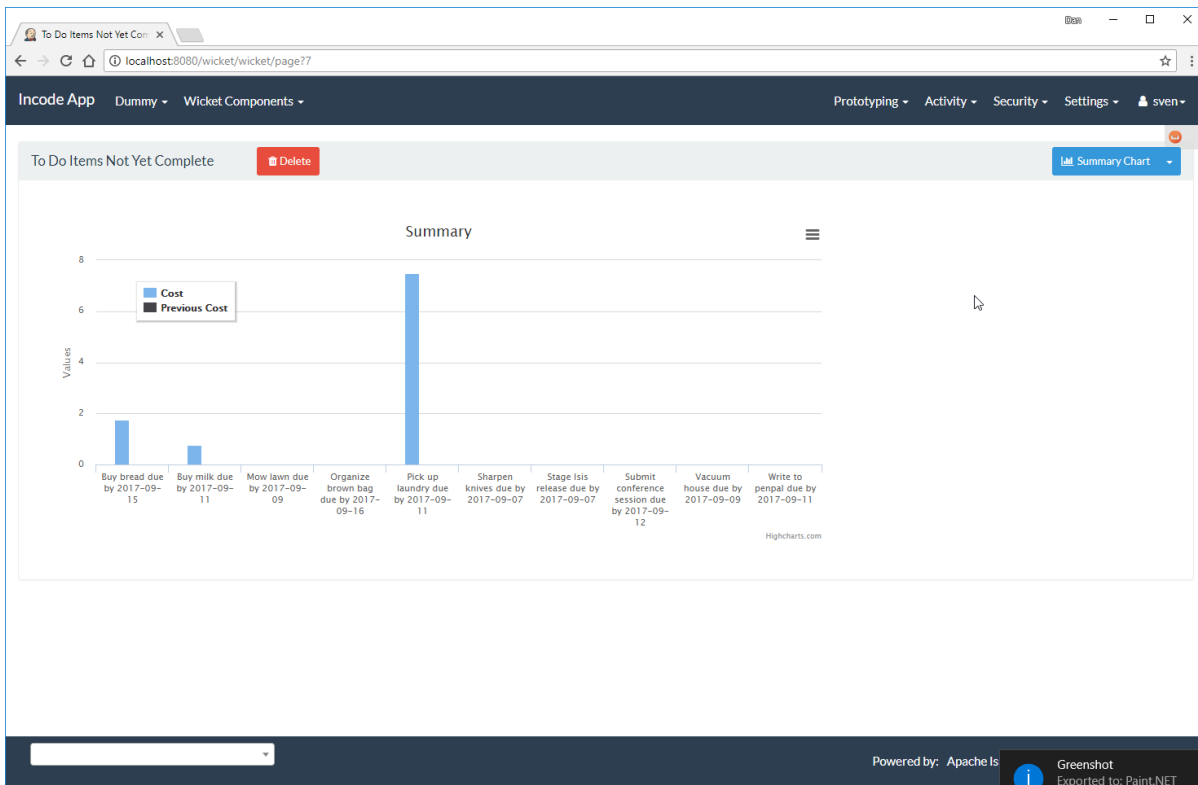 Dan
To Do Items Not Yet Com
localhost:8080/wicket/wicket/page?7
Incode App Dummy Wicket Components Prototyping Activity Security Settings sven
To Do Items Not Yet Complete Delete Summary Chart
Summary
8
6
4
2
0
Values
Cost
Previous Cost
Buy bread due
by 2017-09-
15
Buy milk due
by 2017-09-
11
Mow lawn due
by 2017-09-
09
Organize
brown bag
due by 2017-
09-16
Pick up
laundry due
by 2017-09-
11
Sharpen
knives due by
2017-09-07
Stage Isis
release due by
2017-09-07
Submit
conference
session due
by 2017-09-
12
Vacuum
house due by
2017-09-09
Write to
penpal due by
2017-09-11
Highcharts.com
Powered by: Apache Is
Greenshot
Exported to: Paint.NET